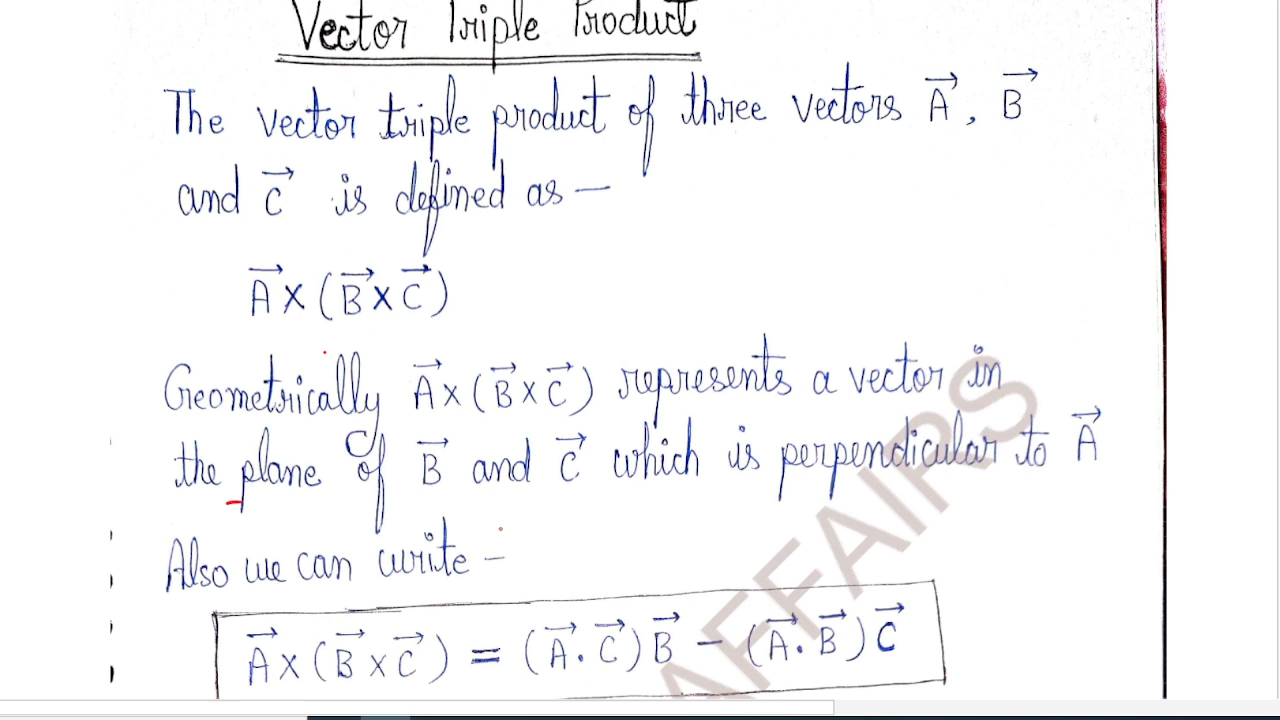 Vector Triple Product
The vector triple product of three vectors A⃗, B⃗
and C⃗ is defined as —
A⃗ × (B⃗ × C⃗)
Geometrically A⃗ × (B⃗ × C⃗) represents a vector in
the plane of B⃗ and C⃗ which is perpendicular to A⃗
Also we can write –
A⃗ × (B⃗ × C⃗) = (A⃗ . C⃗) B⃗ – (A⃗ . B⃗) C⃗
AFFAIRS